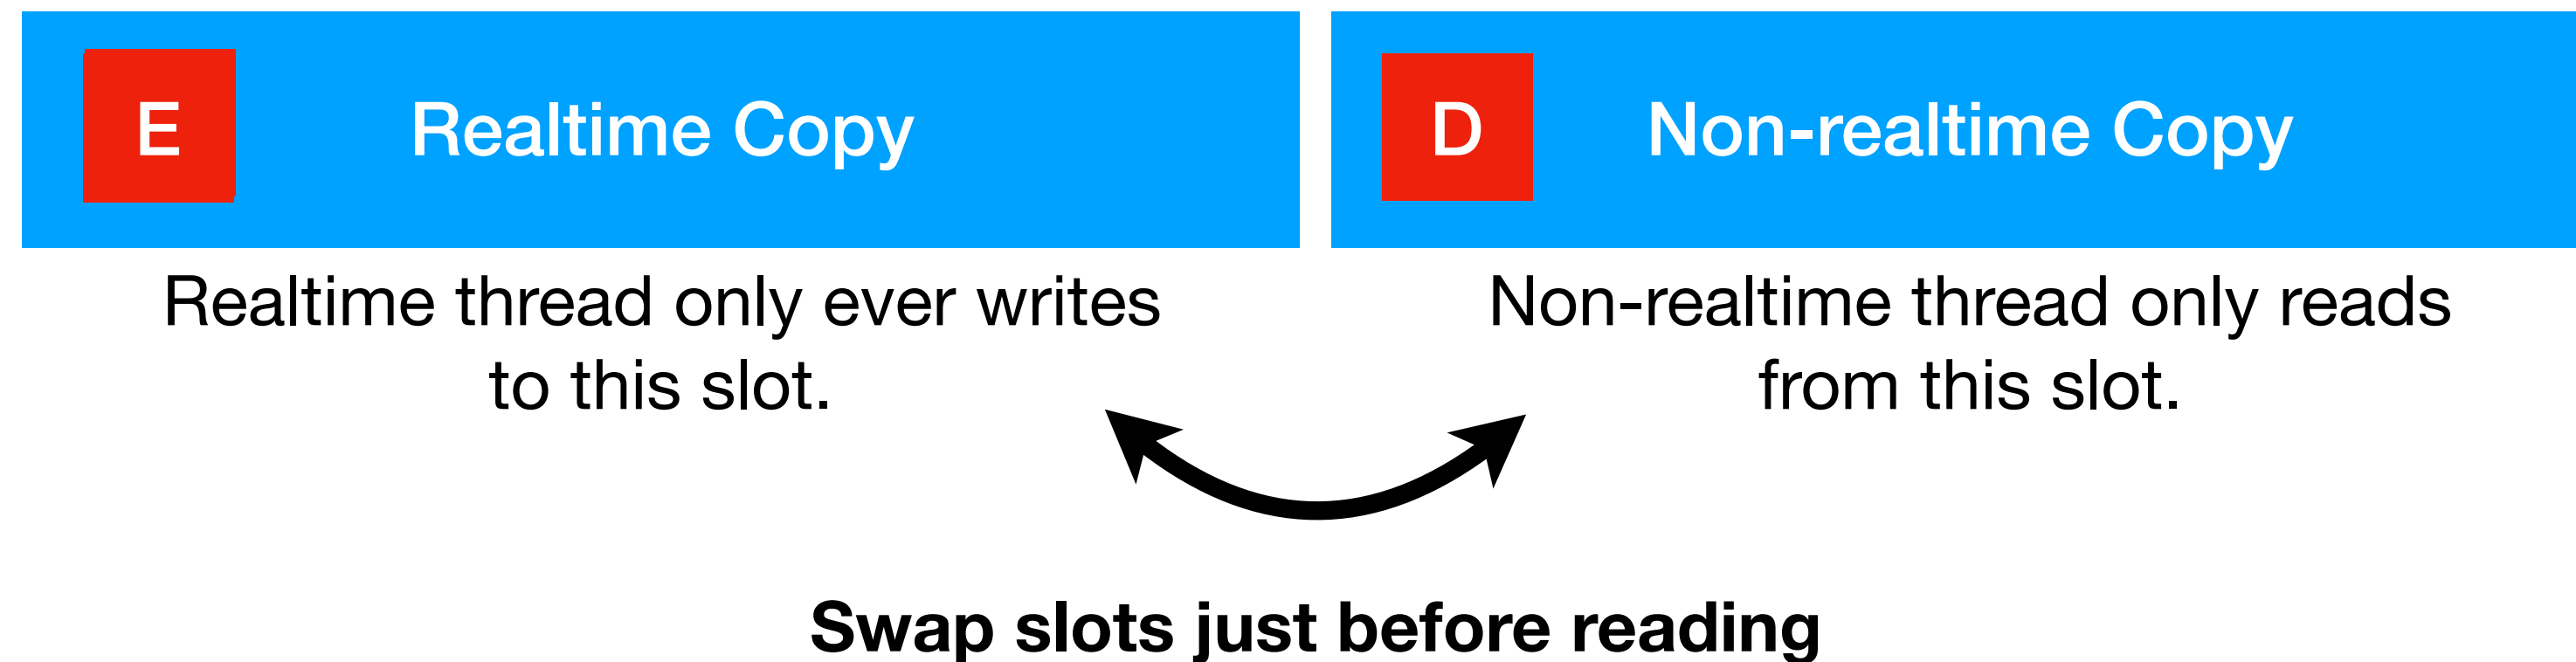 E Realtime Copy
D Non-realtime Copy
Realtime thread only ever writes
to this slot.
Non-realtime thread only reads
from this slot.
Swap slots just before reading